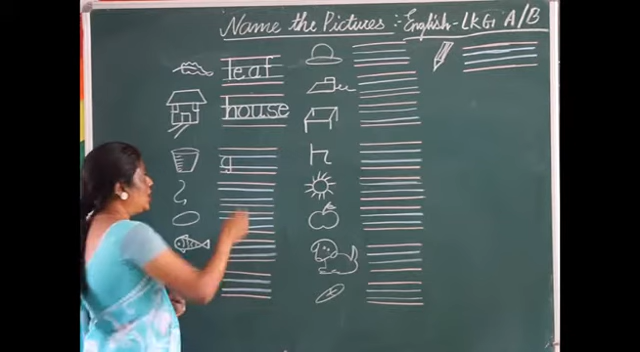 Name the Pictures :- English - LKG A/B
leaf
house
g